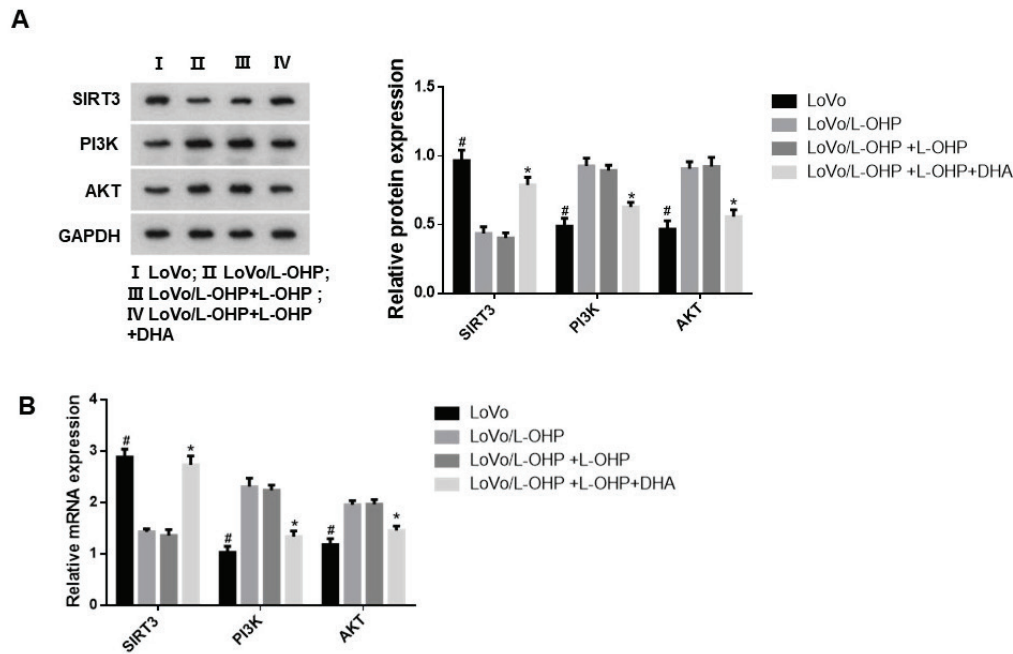 A
I II III IV
SIRT3
PI3K
AKT
GAPDH
I LoVo; II LoVo/L-OHP;
III LoVo/L-OHP+L-OHP ;
IV LoVo/L-OHP+L-OHP
+DHA
Relative protein expression
1.5
1.0
0.5
0.0
# * # * # *
SIRT3 PI3K AKT
LoVo
LoVo/L-OHP
LoVo/L-OHP +L-OHP
LoVo/L-OHP +L-OHP+DHA
B
Relative mRNA expression
4
3
2
1
0
# * # * # *
SIRT3 PI3K AKT
LoVo
LoVo/L-OHP
LoVo/L-OHP +L-OHP
LoVo/L-OHP +L-OHP+DHA